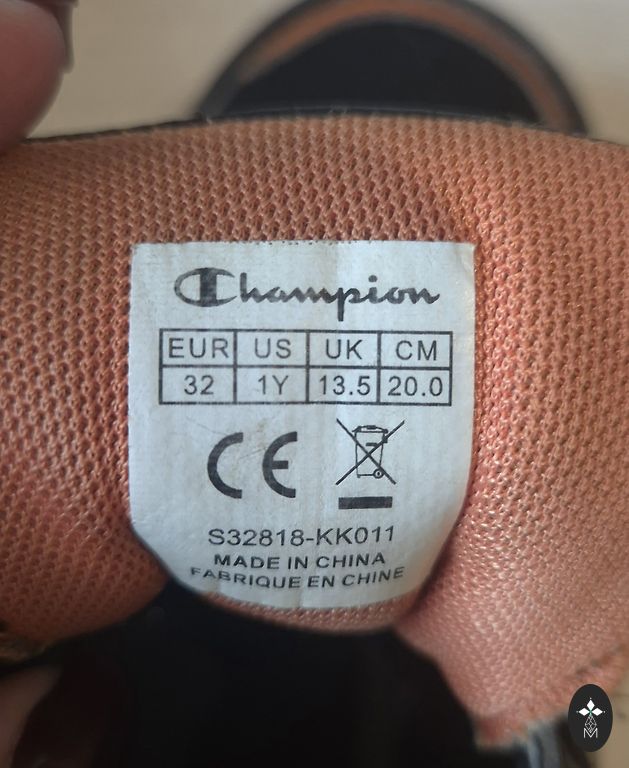 Champion
EUR US UK CM
32 1Y 13.5 20.0
CE
S32818-KK011
MADE IN CHINA
FABRIQUE EN CHINE
M